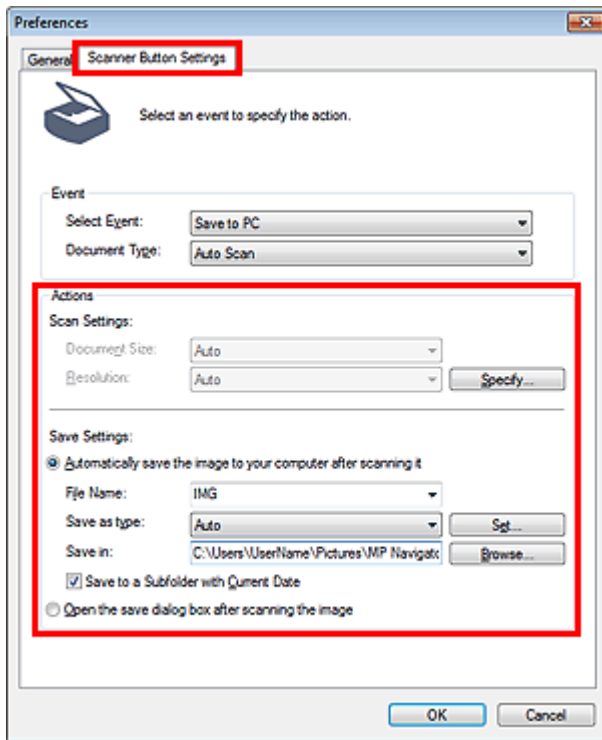 Preferences
General Scanner Button Settings
Select an event to specify the action.
Event
Select Event: Save to PC
Document Type: Auto Scan
Actions
Scan Settings:
Document Size: Auto
Resolution: Auto Specify...
Save Settings:
Automatically save the image to your computer after scanning it
File Name: IMG
Save as type: Auto Set...
Save in: C:\Users\UserName\Pictures\MP Navigato Browse...
Save to a Subfolder with Current Date
Open the save dialog box after scanning the image
OK Cancel